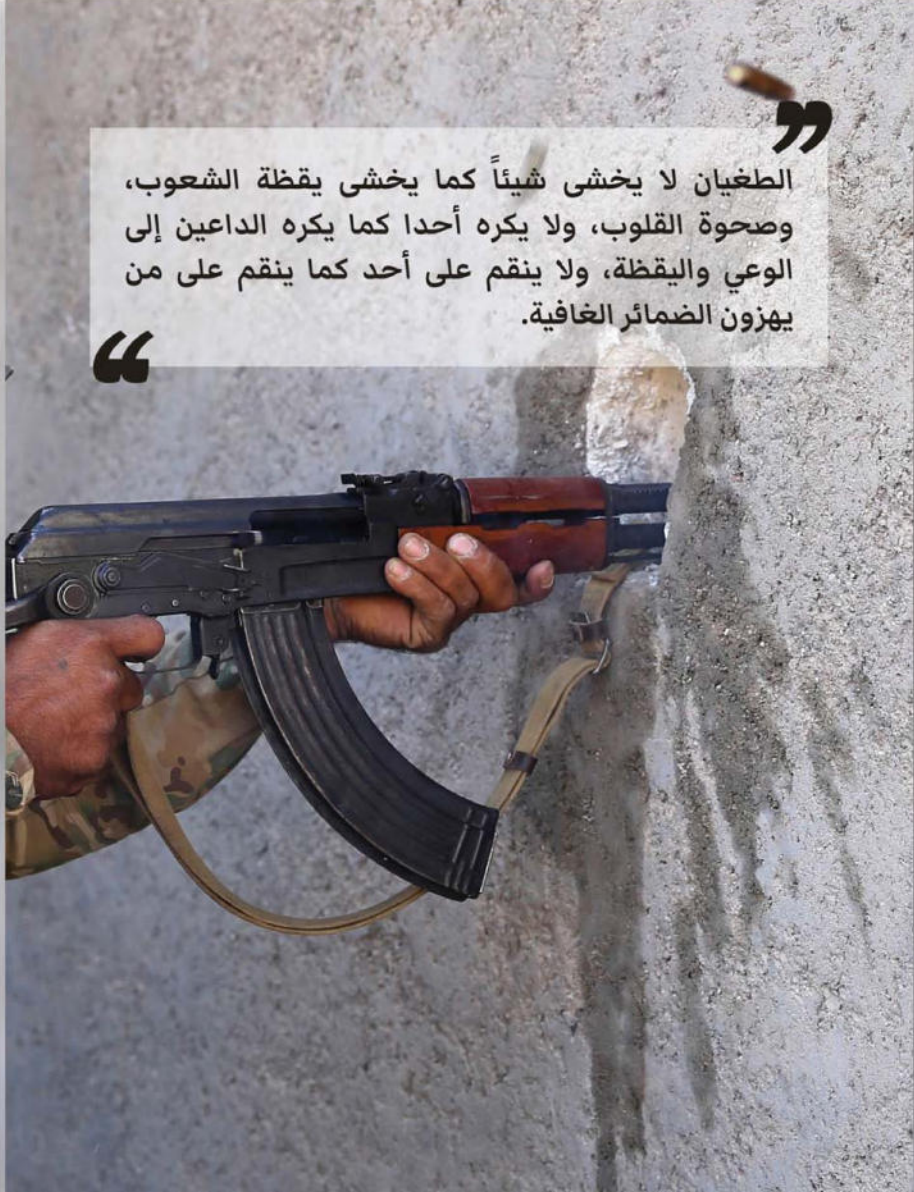 الطغيان لا يخشى شيئاً كما يخشى يقظة الشعوب،
وصحوة القلوب، ولا يكره أحدا كما يكره الداعين إلى
الوعي واليقظة، ولا ينقم على أحد كما ينقم على من
يهزون الضمائر الغافية.